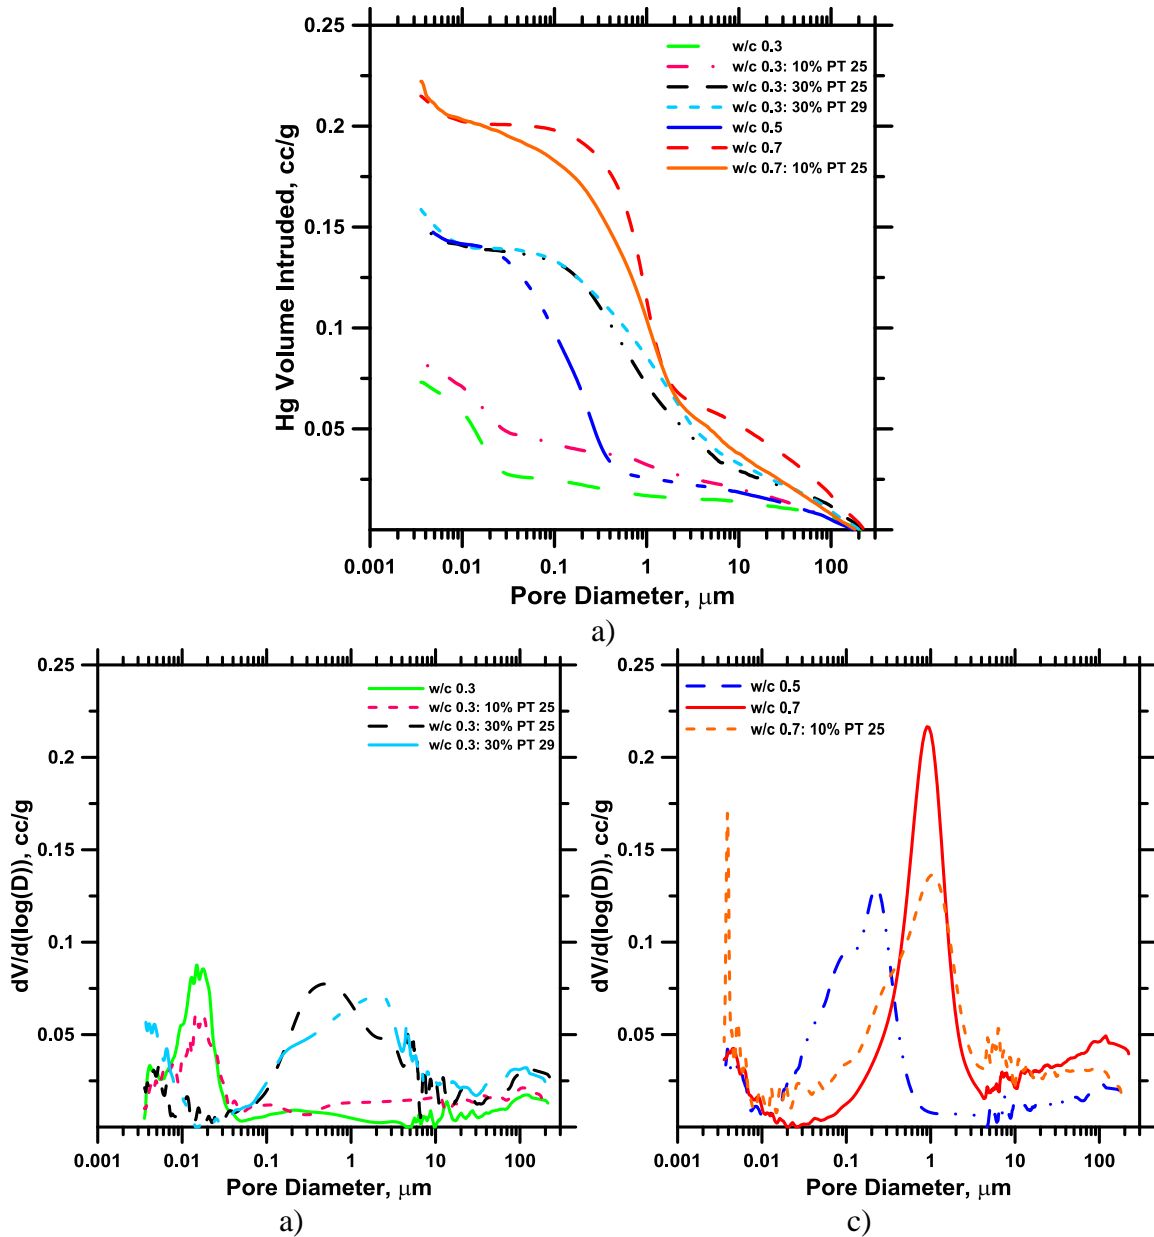 0.25
0.2
0.15
0.1
0.05
Hg Volume Intruded, cc/g
w/c 0.3
w/c 0.3: 10% PT 25
w/c 0.3: 30% PT 25
w/c 0.3: 30% PT 29
w/c 0.5
w/c 0.7
w/c 0.7: 10% PT 25
0.001 0.01 0.1 1 10 100
Pore Diameter, μm
a)
0.25
0.2
0.15
0.1
0.05
dV/d(log(D)), cc/g
w/c 0.3
w/c 0.3: 10% PT 25
w/c 0.3: 30% PT 25
w/c 0.3: 30% PT 29
0.001 0.01 0.1 1 10 100
Pore Diameter, μm
a)
0.25
0.2
0.15
0.1
0.05
dV/d(log(D)), cc/g
w/c 0.5
w/c 0.7
w/c 0.7: 10% PT 25
0.001 0.01 0.1 1 10 100
Pore Diameter, μm
c)